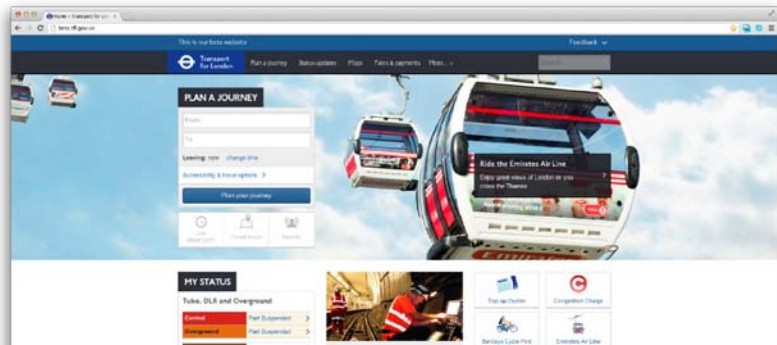 Home - Transport for
beta.tfl.gov.uk
This is our beta website
Feedback
Transport
for London
Plan a journey
Status updates
Maps
Fares & payments
More...
Search
PLAN A JOURNEY
From
To
Leaving: now change time
Accessibility & travel options >
Plan your journey
Ride the Emirates Air Line
Enjoy great views of London as you
cross the Thames
Emirates
MY STATUS
Tube, DLR and Overground
Central Part Suspended >
Overground Part Suspended >
Top up Oyster
Congestion Charge
Barclays Cycle Hire
Emirates Air Line